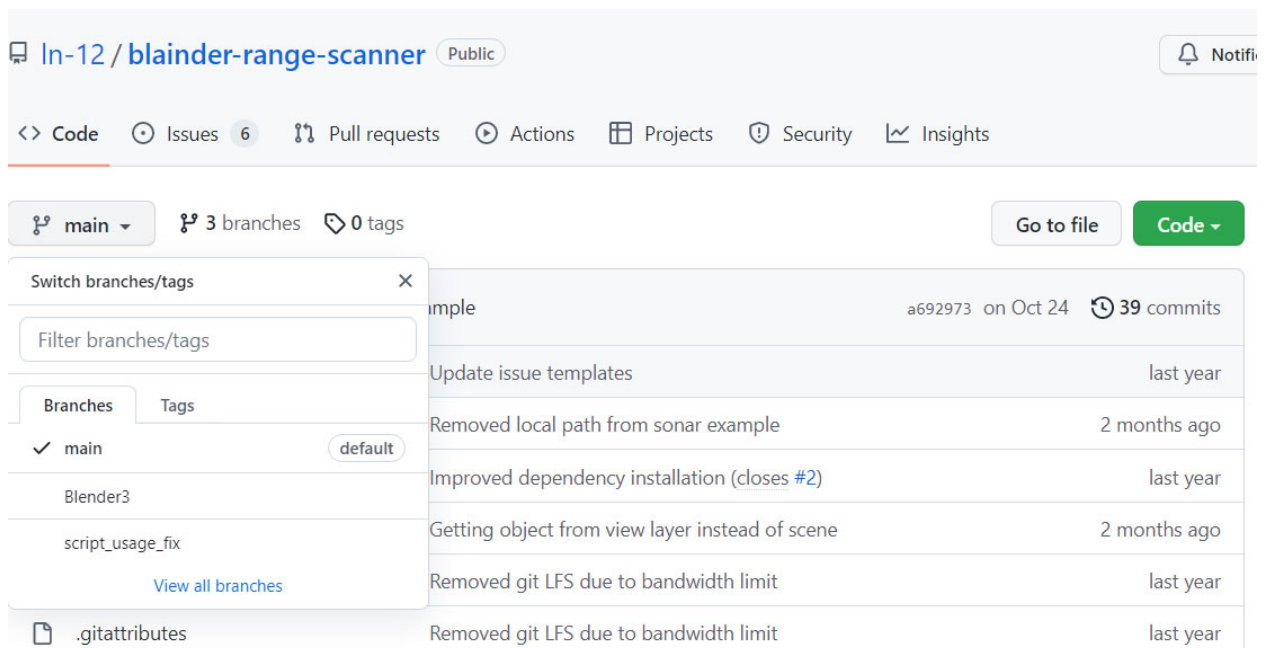 ln-12 / blainder-range-scanner Public
Code Issues 6 Pull requests Actions Projects Security Insights
main 3 branches 0 tags Go to file Code
Switch branches/tags
Filter branches/tags
Branches Tags
main default
Blender3
script_usage_fix
View all branches
a692973 on Oct 24 39 commits
Update issue templates last year
Removed local path from sonar example 2 months ago
Improved dependency installation (closes #2) last year
Getting object from view layer instead of scene 2 months ago
Removed git LFS due to bandwidth limit last year
.gitattributes Removed git LFS due to bandwidth limit last year